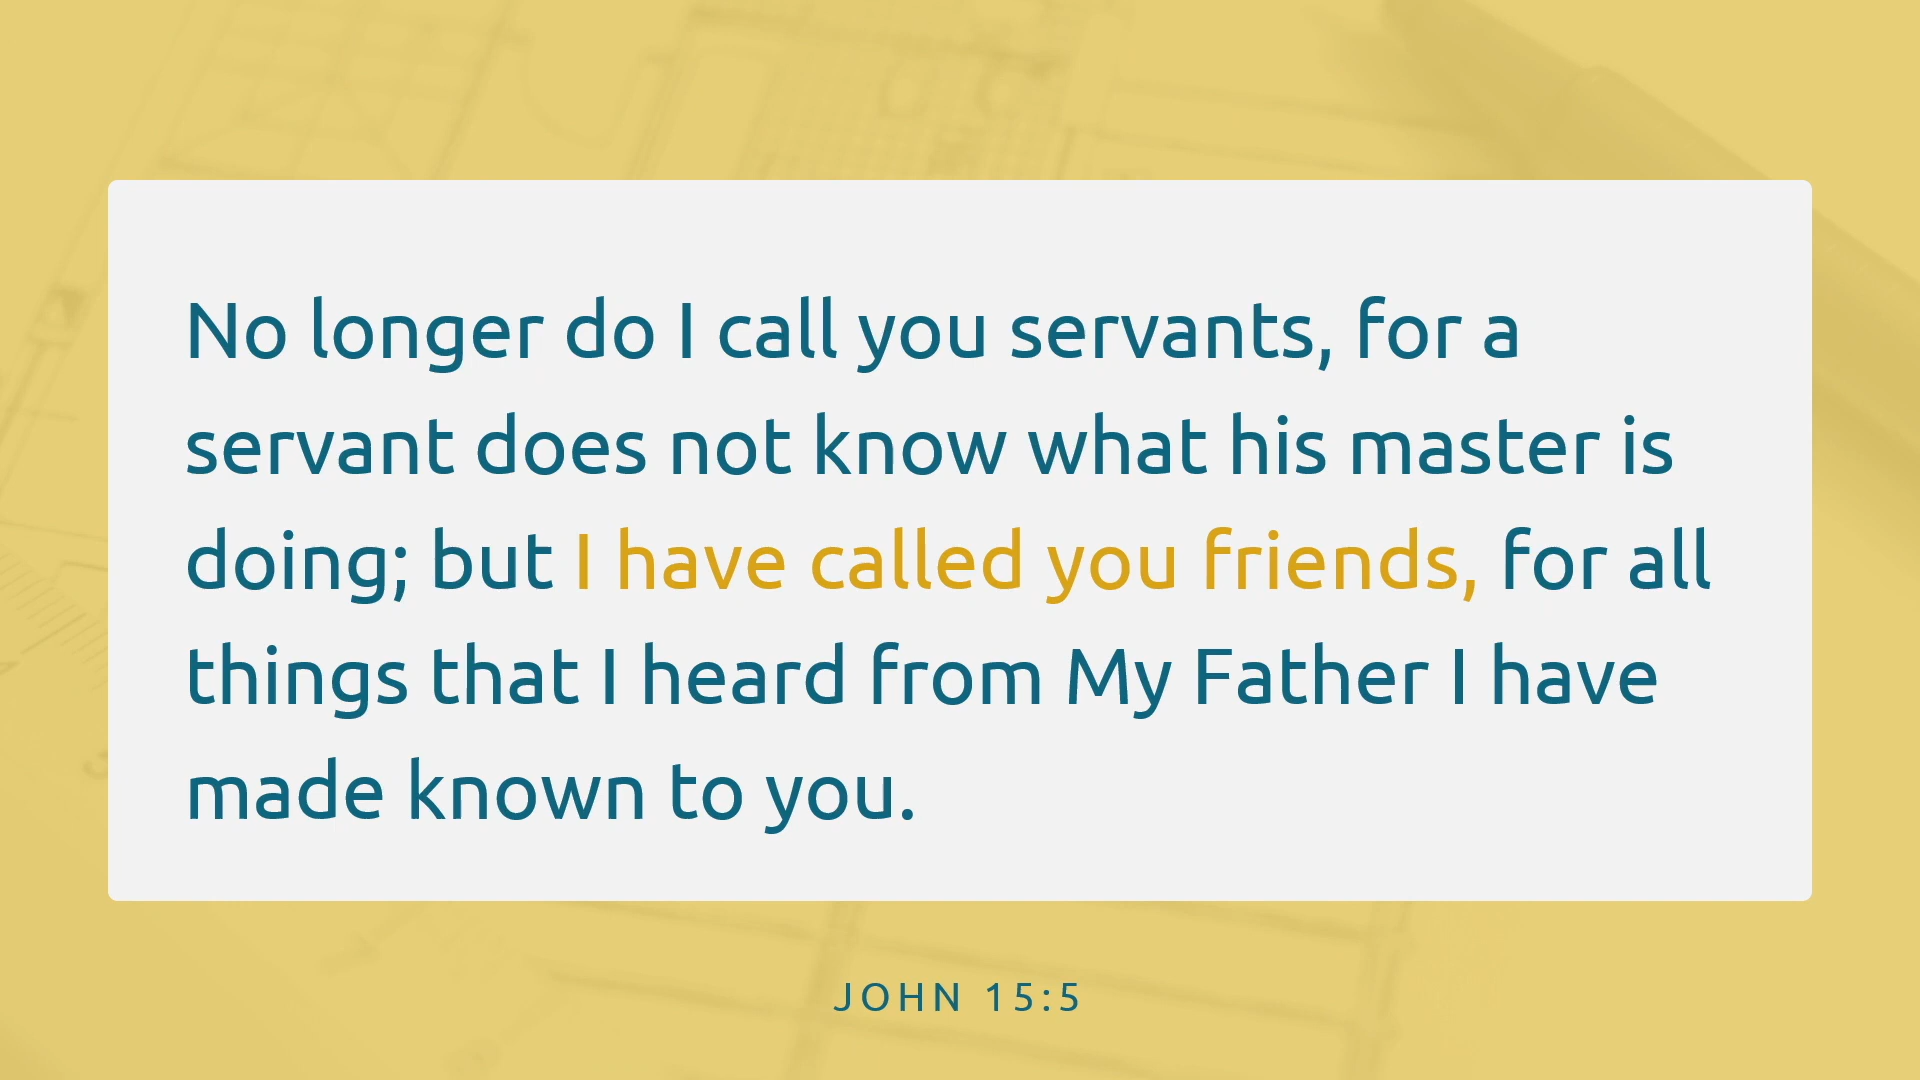 No longer do I call you servants, for a
servant does not know what his master is
doing; but I have called you friends, for all
things that I heard from My Father I have
made known to you.
JOHN 15:5